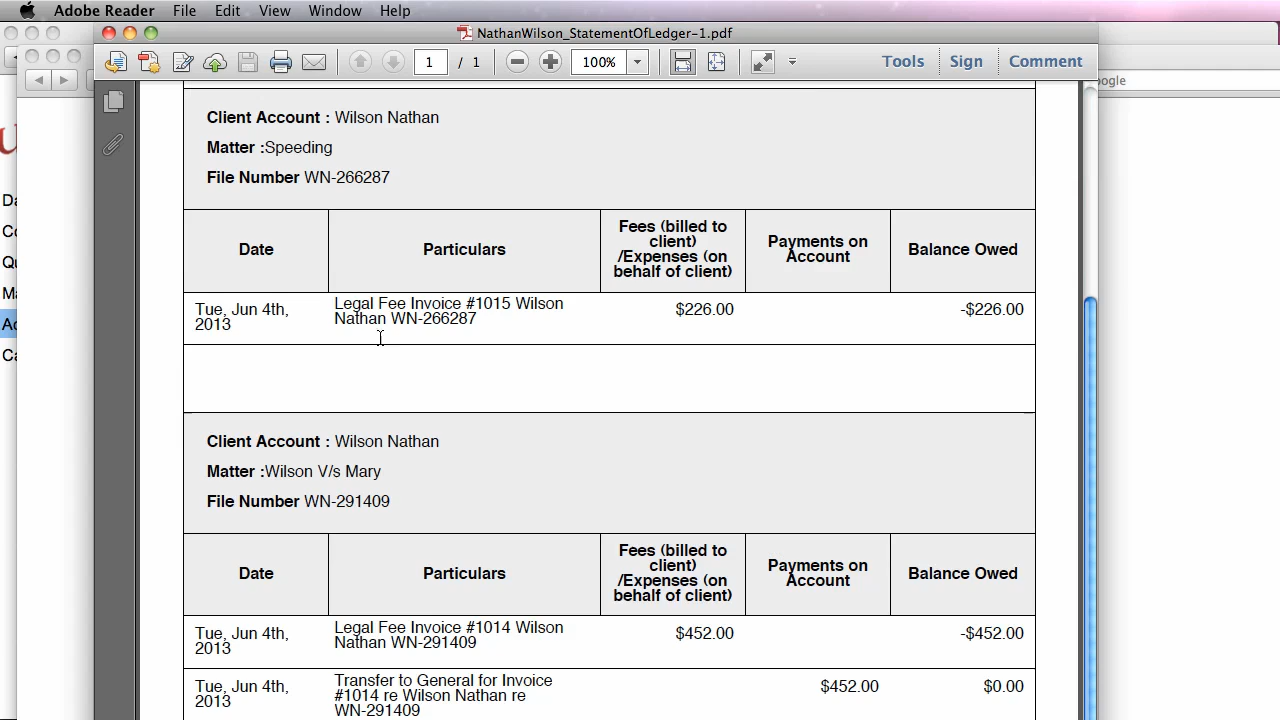 Adobe Reader File Edit View Window Help
NathanWilson_StatementOfLedger-1.pdf
1 / 1 100% Tools Sign Comment
Client Account : Wilson Nathan
Matter :Speeding
File Number WN-266287
Date
Particulars
Fees (billed to
client)
/Expenses (on
behalf of client)
Payments on
Account
Balance Owed
Tue, Jun 4th,
2013
Legal Fee Invoice #1015 Wilson
Nathan WN-266287
$226.00
-$226.00
Client Account : Wilson Nathan
Matter :Wilson V/s Mary
File Number WN-291409
Date
Particulars
Fees (billed to
client)
/Expenses (on
behalf of client)
Payments on
Account
Balance Owed
Tue, Jun 4th,
2013
Legal Fee Invoice #1014 Wilson
Nathan WN-291409
$452.00
-$452.00
Tue, Jun 4th,
2013
Transfer to General for Invoice
#1014 re Wilson Nathan re
WN-291409
$452.00
$0.00